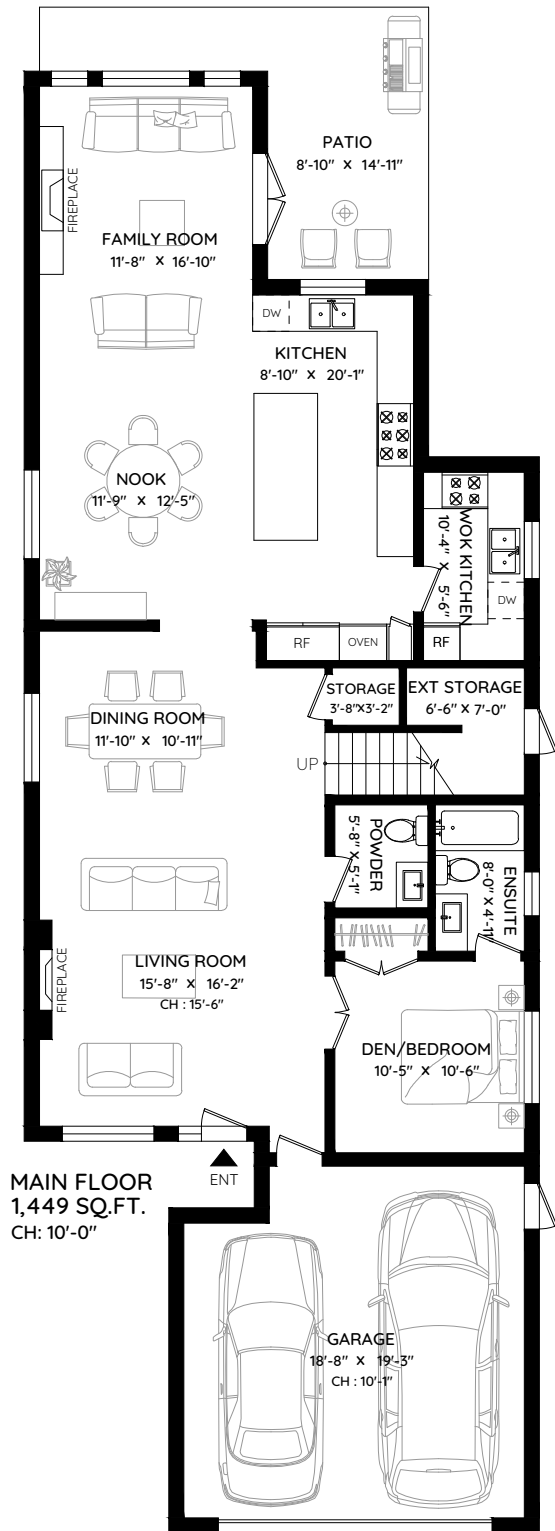 PATIO
8'-10" x 14'-11"
FIREPLACE
FAMILY ROOM
11'-8" x 16'-10"
DW
KITCHEN
8'-10" x 20'-1"
NOOK
11'-9" x 12'-5"
WOK KITCHEN
10'-4" x 5'-6"
DW
RF
OVEN
RF
STORAGE
3'-8"x3'-2"
EXT STORAGE
6'-6" x 7'-0"
DINING ROOM
11'-10" x 10'-11"
UP
POWDER
5'-8" x 5'-1"
ENSUITE
8'-0" x 4'-11"
FIREPLACE
LIVING ROOM
15'-8" x 16'-2"
CH : 15'-6"
DEN/BEDROOM
10'-5" x 10'-6"
ENT
MAIN FLOOR
1,449 SQ.FT.
CH: 10'-0"
GARAGE
18'-8" x 19'-3"
CH : 10'-1"